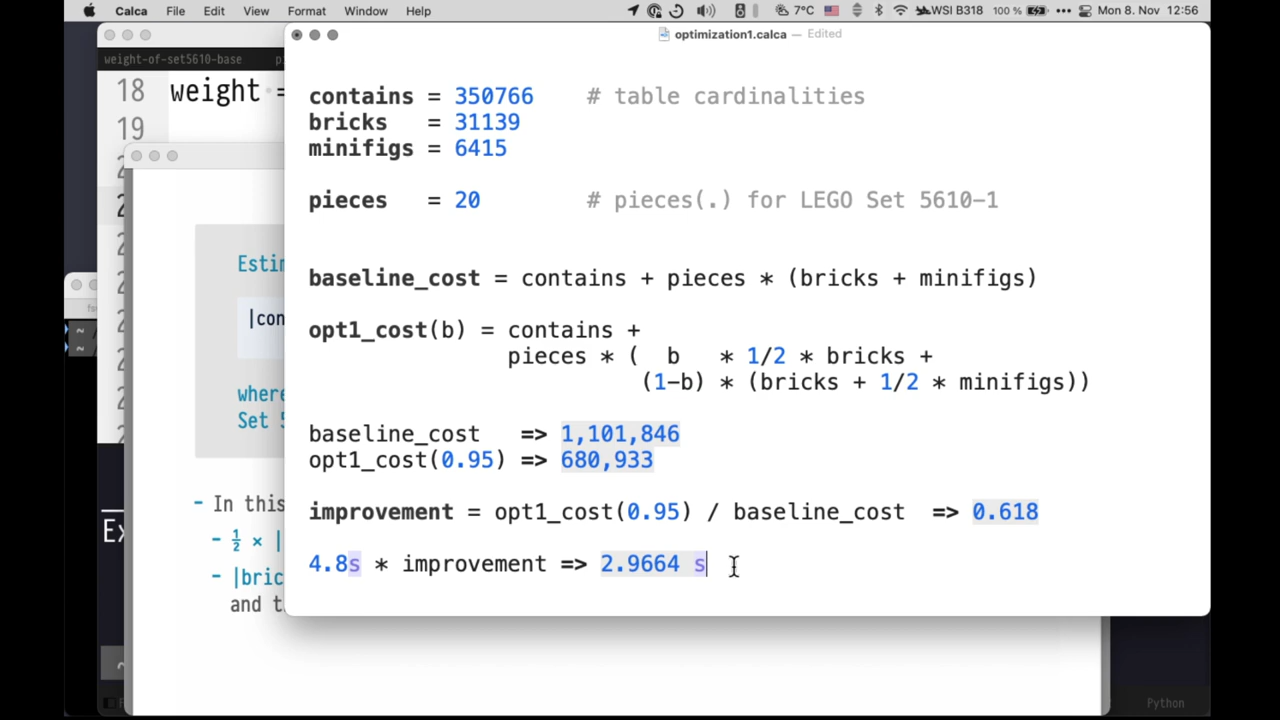 Calca File Edit View Format Window Help 7°C WSI B318 100 % Mon 8. Nov 12:56
optimization1.calca — Edited
weight-of-set5610-base
18 weight =
19
contains = 350766 # table cardinalities
bricks = 31139
minifigs = 6415
pieces = 20 # pieces(.) for LEGO Set 5610-1
Estim
baseline_cost = contains + pieces * (bricks + minifigs)
|con
opt1_cost(b) = contains +
pieces * ( b * 1/2 * bricks +
(1-b) * (bricks + 1/2 * minifigs))
where
Set 5
baseline_cost => 1,101,846
opt1_cost(0.95) => 680,933
- In this
improvement = opt1_cost(0.95) / baseline_cost => 0.618
- ½ × |
4.8s * improvement => 2.9664 s
- |bric
and t
Ex
Python